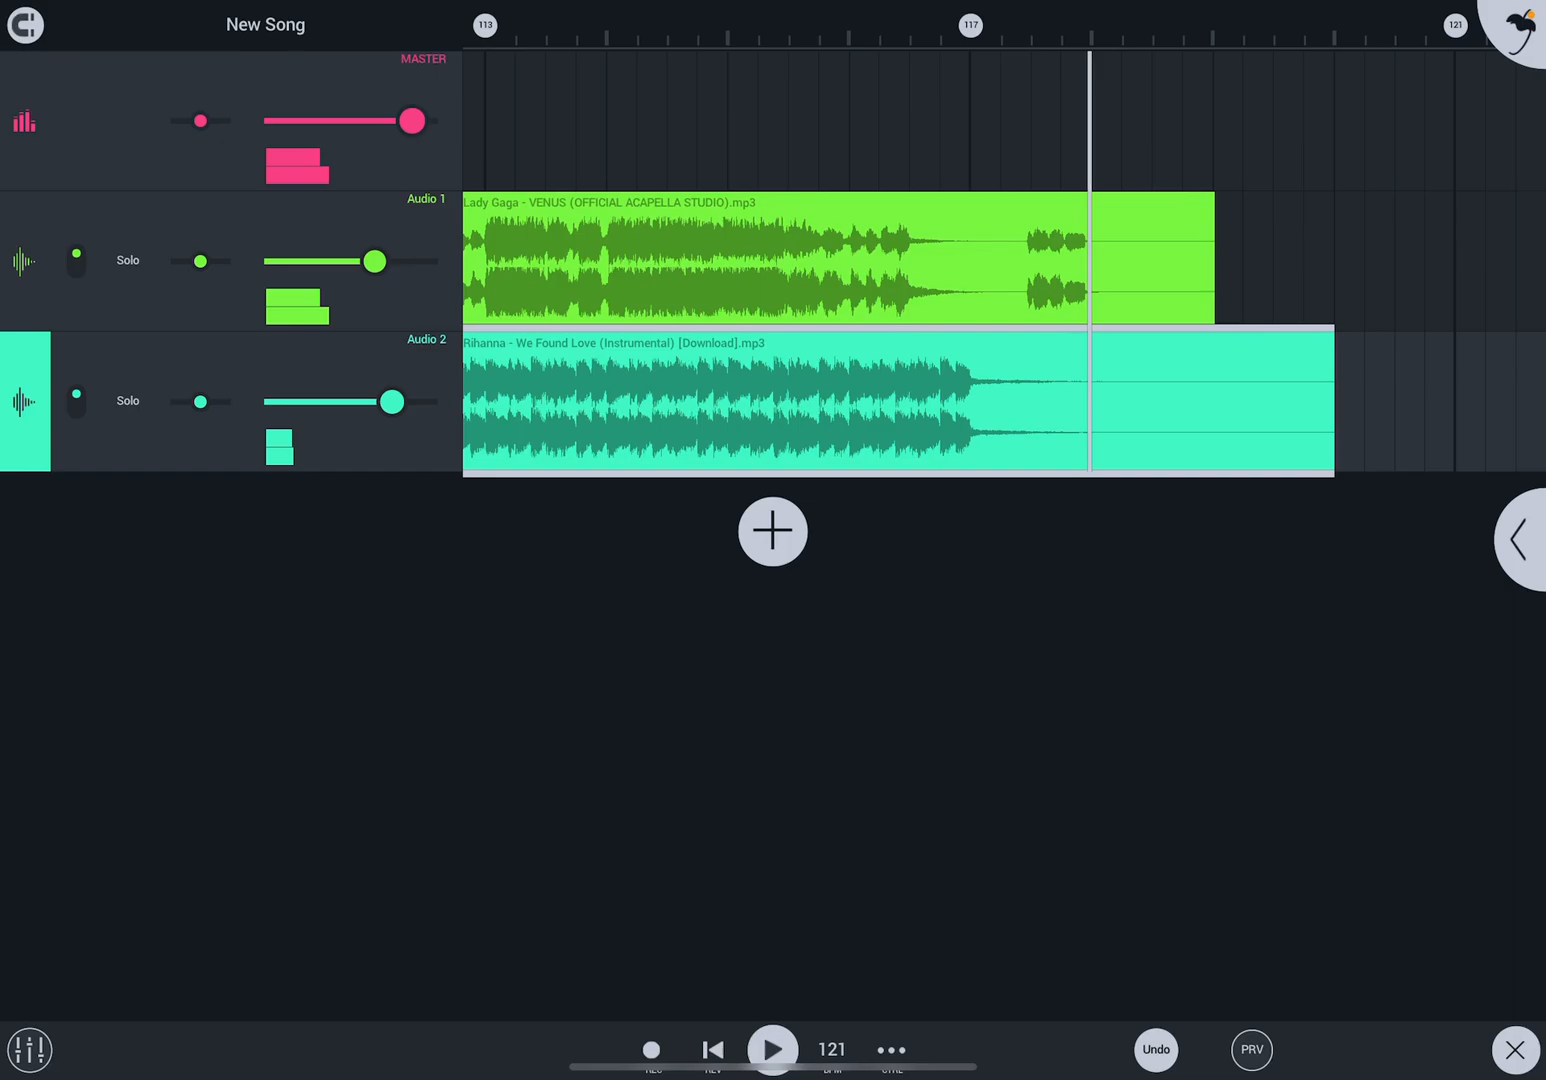 New Song
113
117
121
MASTER
Audio 1
Lady Gaga - VENUS (OFFICIAL ACAPELLA STUDIO).mp3
Solo
Audio 2
Rihanna - We Found Love (Instrumental) [Download].mp3
Solo
121
Undo
PRV